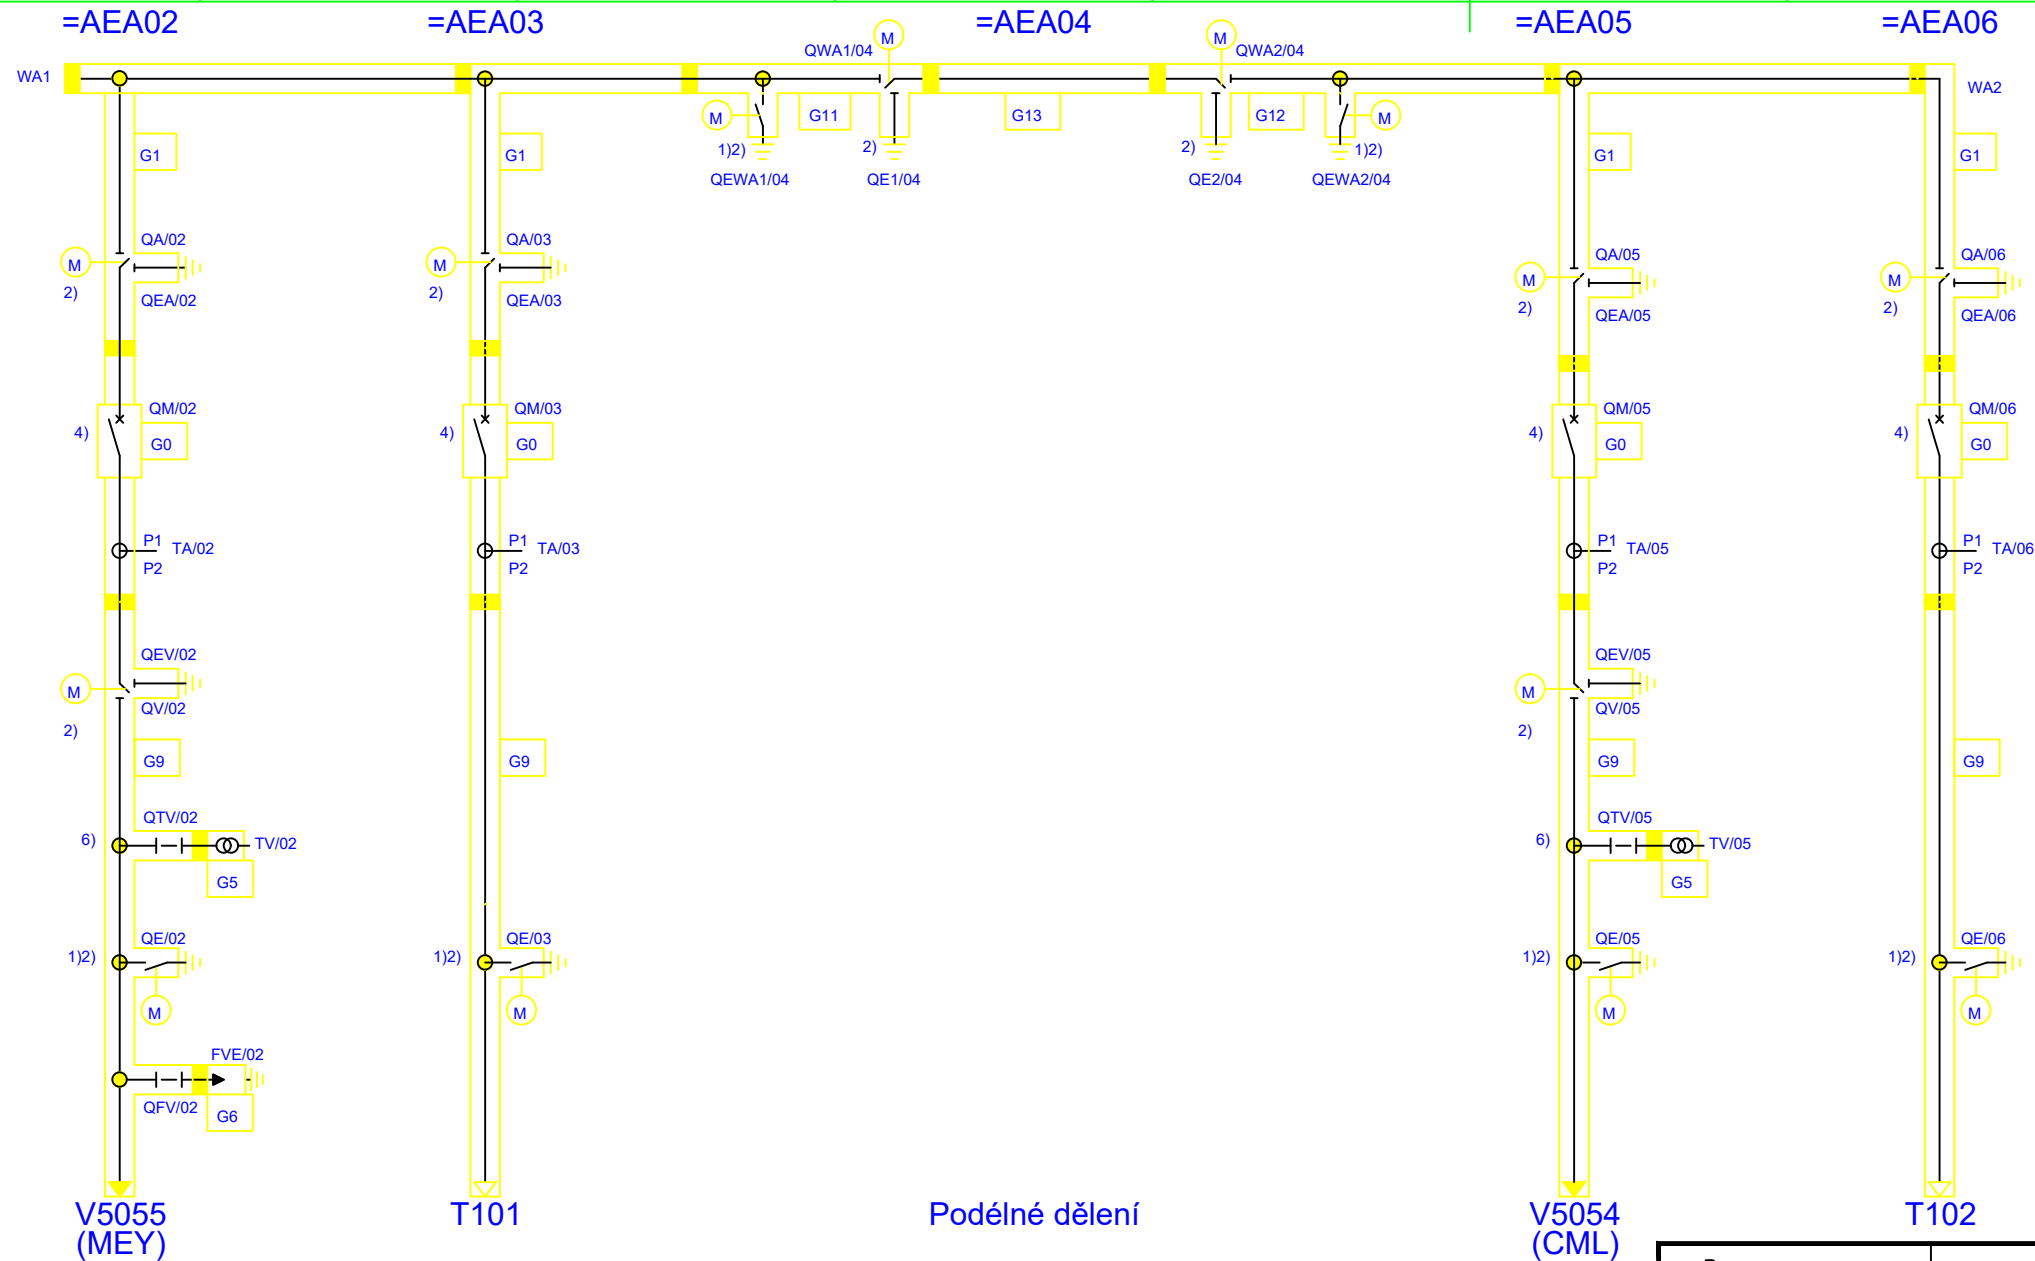 =AEA02
=AEA03
=AEA04
=AEA05
=AEA06
WA1
QWA1/04
M
M
QWA2/04
WA2
M
G11
G13
G12
M
1)2)
2)
2)
1)2)
QEWA1/04
QE1/04
QE2/04
QEWA2/04
G1
G1
G1
G1
QA/02
M
2)
QEA/02
QA/03
M
2)
QEA/03
QA/05
M
2)
QEA/05
QA/06
M
2)
QEA/06
QM/02
4)
G0
QM/03
4)
G0
QM/05
4)
G0
QM/06
4)
G0
P1
TA/02
P2
P1
TA/03
P2
P1
TA/05
P2
P1
TA/06
P2
QEV/02
M
QV/02
2)
QEV/05
M
QV/05
2)
G9
G9
G9
G9
QTV/02
6)
TV/02
G5
QTV/05
6)
TV/05
G5
QE/02
1)2)
M
QE/03
1)2)
M
QE/05
1)2)
M
QE/06
1)2)
M
FVE/02
QFV/02
G6
V5055
(MEY)
T101
Podélné dělení
V5054
(CML)
T102